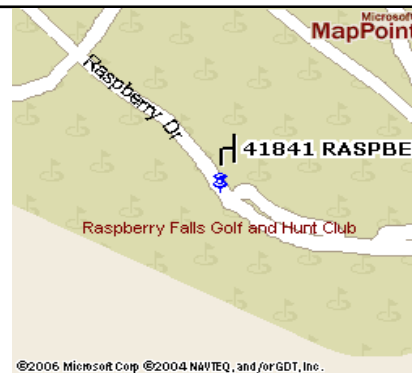 Microsoft
MapPoint
Raspberry Dr
41841 RASPBE
Raspberry Falls Golf and Hunt Club
©2006 Microsoft Corp ©2004 NAVTEQ, and/or GDT, Inc.